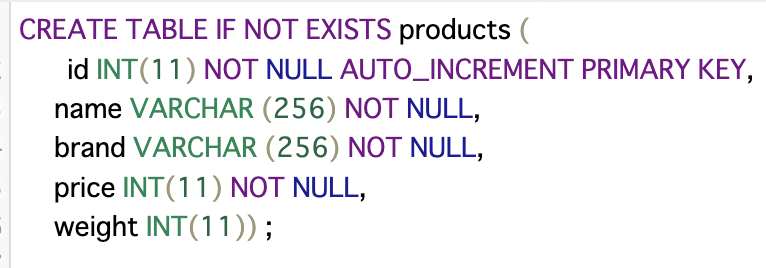 CREATE TABLE IF NOT EXISTS products (
id INT(11) NOT NULL AUTO_INCREMENT PRIMARY KEY,
name VARCHAR (256) NOT NULL,
brand VARCHAR (256) NOT NULL,
price INT(11) NOT NULL,
weight INT(11)) ;